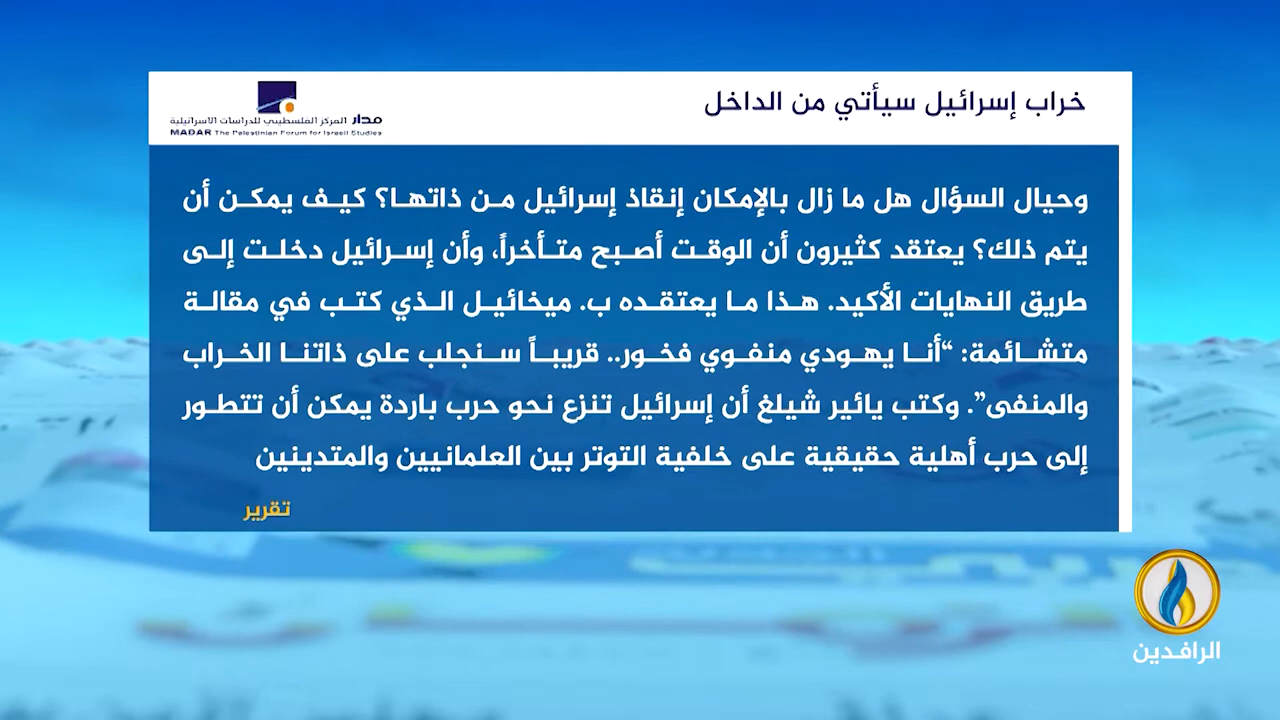 خراب إسرائيل سيأتي من الداخل
مدار المركز الفلسطيني للدراسات الاسرائيلية
MADAR The Palestinian Forum for Israeli Studies
وحيال السؤال هل ما زال بالإمكان إنقاذ إسرائيل من ذاتها؟ كيف يمكن أن
يتم ذلك؟ يعتقد كثيرون أن الوقت أصبح متأخراً، وأن إسرائيل دخلت إلى
طريق النهايات الأكيد. هذا ما يعتقده ب. ميخائيل الذي كتب في مقالة
متشائمة: “أنا يهودي منفوي فخور.. قريباً سنجلب على ذاتنا الخراب
والمنفى”. وكتب يائير شيلغ أن إسرائيل تنزع نحو حرب باردة يمكن أن تتطور
إلى حرب أهلية حقيقية على خلفية التوتر بين العلمانيين والمتدينين
تقرير
الرافدين